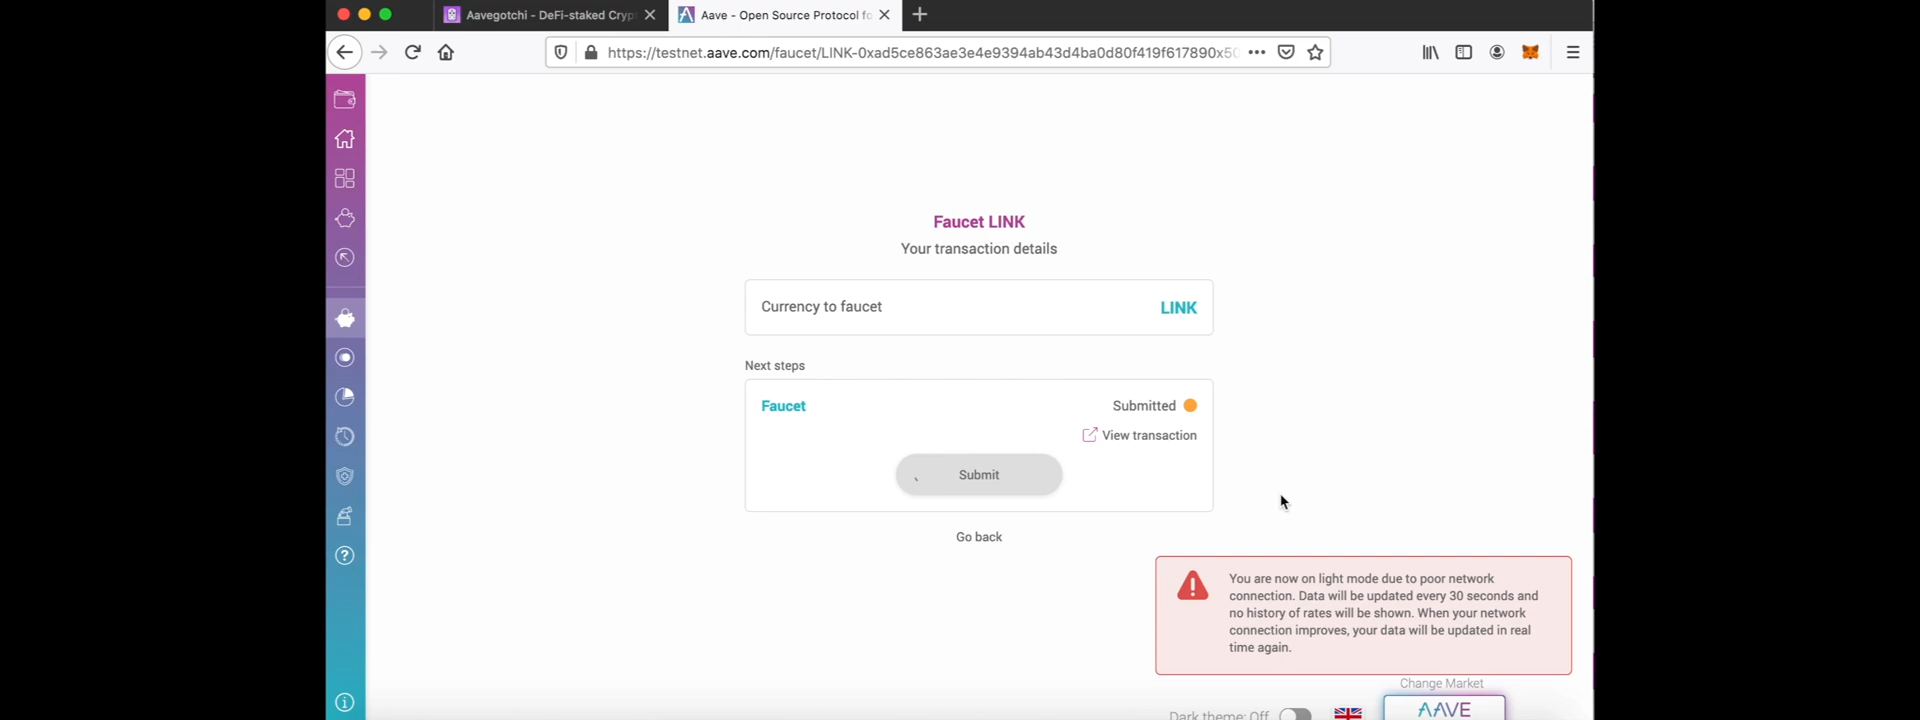 Aavegotchi - DeFi-staked Cryp
Aave - Open Source Protocol fo
https://testnet.aave.com/faucet/LINK-0xad5ce863ae3e4e9394ab43d4ba0d80f419f617890x50
Faucet LINK
Your transaction details
Currency to faucet
LINK
Next steps
Faucet
Submitted
View transaction
Submit
Go back
You are now on light mode due to poor network
connection. Data will be updated every 30 seconds and
no history of rates will be shown. When your network
connection improves, your data will be updated in real
time again.
Change Market
Dark theme: Off
AAVE